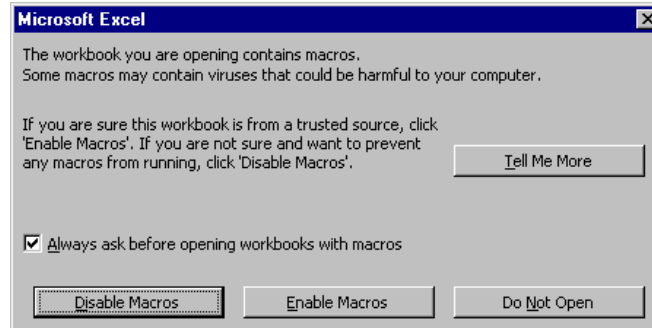 Microsoft Excel
The workbook you are opening contains macros.
Some macros may contain viruses that could be harmful to your computer.
If you are sure this workbook is from a trusted source, click
'Enable Macros'. If you are not sure and want to prevent
any macros from running, click 'Disable Macros'.
Tell Me More
Always ask before opening workbooks with macros
Disable Macros
Enable Macros
Do Not Open